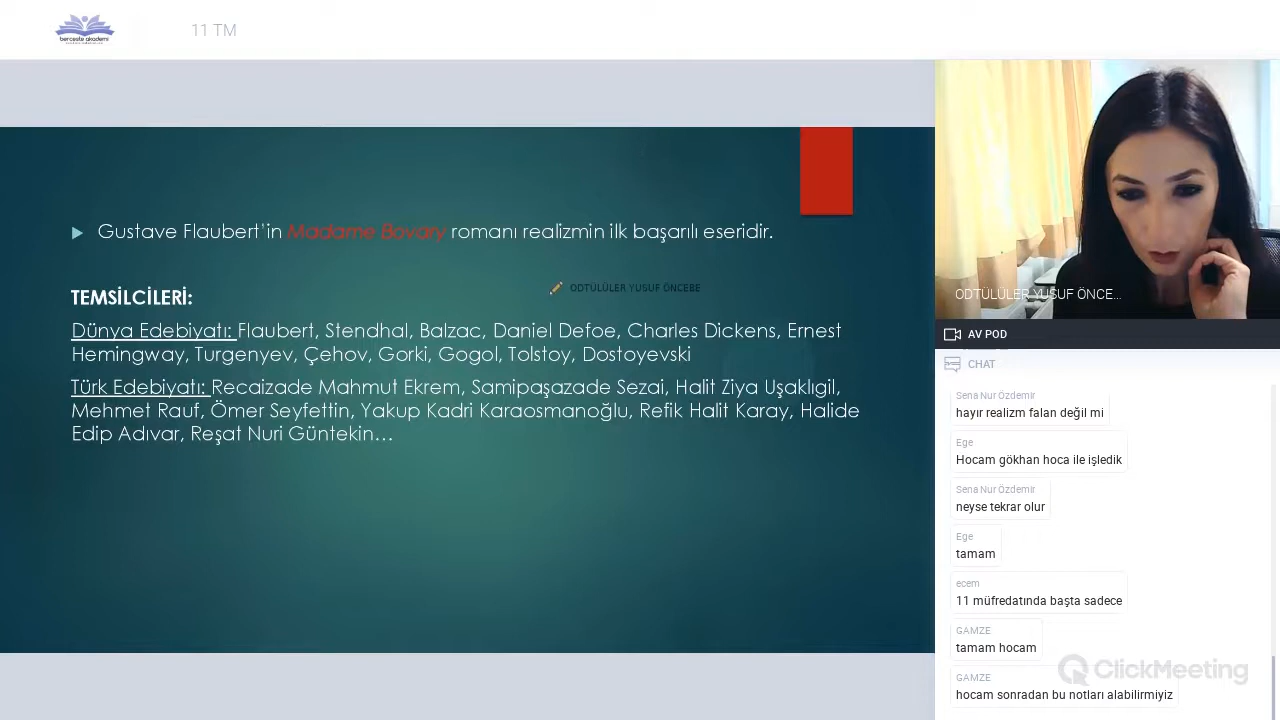 berceste akademi
11 TM
Gustave Flaubert'in Madame Bovary romanı realizmin ilk başarılı eseridir.
ODTÜLÜLER YUSUF ÖNCEBE
TEMSİLCİLERİ:
Dünya Edebiyatı: Flaubert, Stendhal, Balzac, Daniel Defoe, Charles Dickens, Ernest
Hemingway, Turgenyev, Çehov, Gorki, Gogol, Tolstoy, Dostoyevski
Türk Edebiyatı: Recaizade Mahmut Ekrem, Samipaşazade Sezai, Halit Ziya Uşaklıgil,
Mehmet Rauf, Ömer Seyfettin, Yakup Kadri Karaosmanoğlu, Refik Halit Karay, Halide
Edip Adıvar, Reşat Nuri Güntekin…
ODTÜLÜLER YUSUF ÖNCE...
AV POD
CHAT
Sena Nur Özdemir
hayır realizm falan değil mi
Ege
Hocam gökhan hoca ile işledik
Sena Nur Özdemir
neyse tekrar olur
Ege
tamam
ecem
11 müfredatında başta sadece
GAMZE
tamam hocam
GAMZE
hocam sonradan bu notları alabilirmiyiz
ClickMeeting